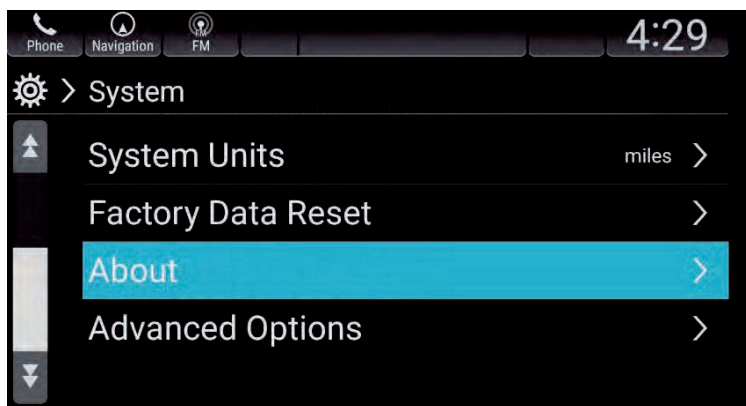 Phone Navigation FM 4:29
System
System Units miles
Factory Data Reset
About
Advanced Options